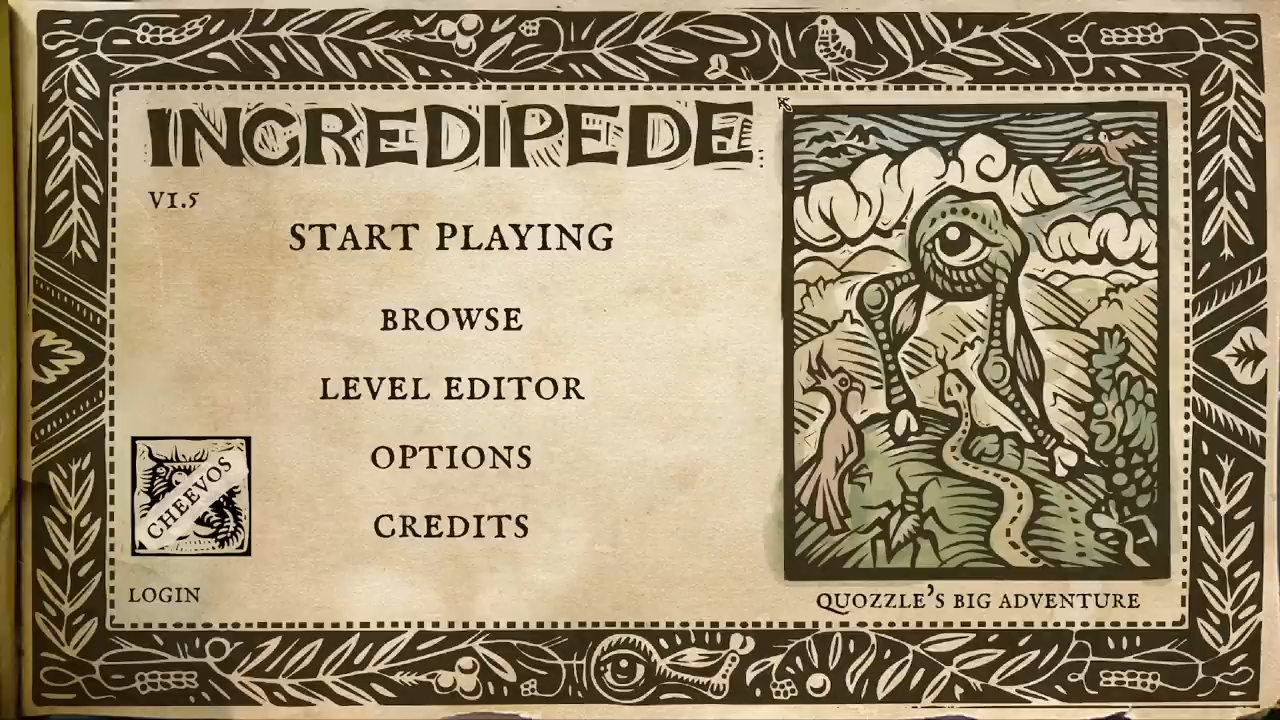 INCREDIPEDE
V1.5
START PLAYING
BROWSE
LEVEL EDITOR
OPTIONS
CREDITS
CHEEVOS
LOGIN
QUOZZLE'S BIG ADVENTURE